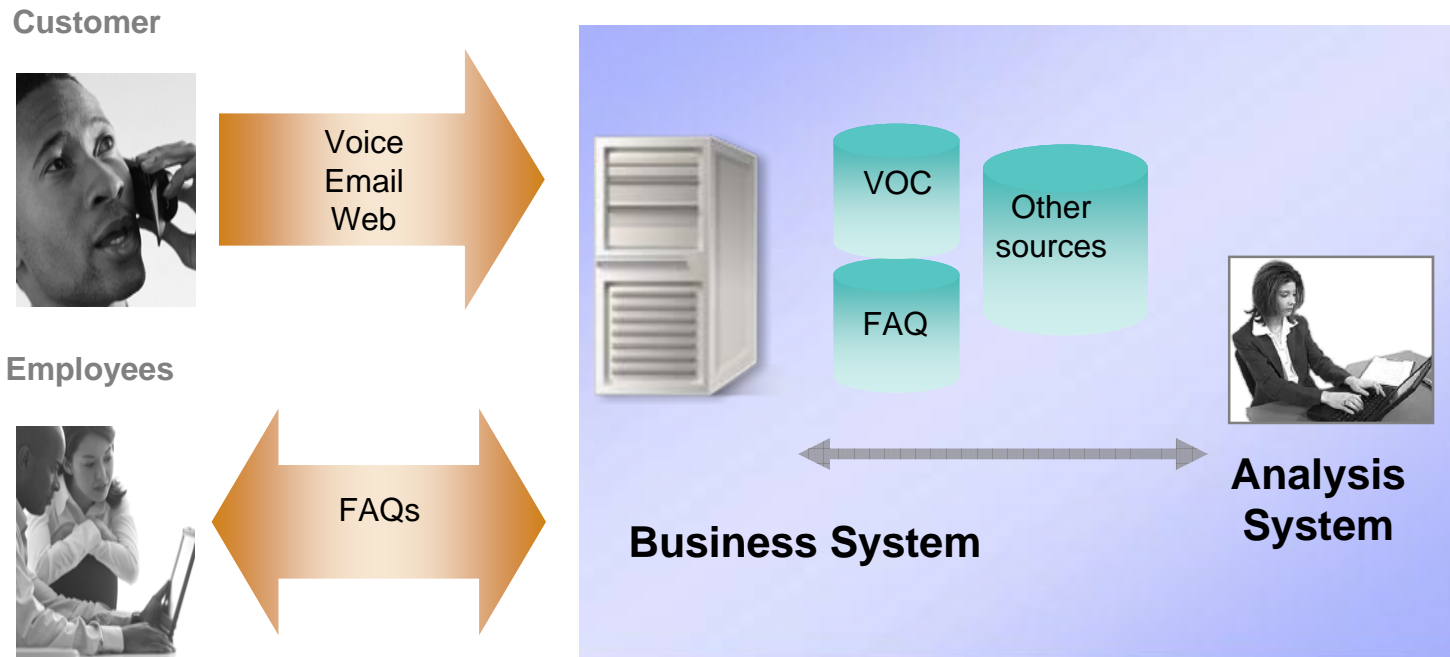 Customer
Voice
Email
Web
VOC
Other
sources
FAQ
Employees
FAQs
Analysis
System
Business System